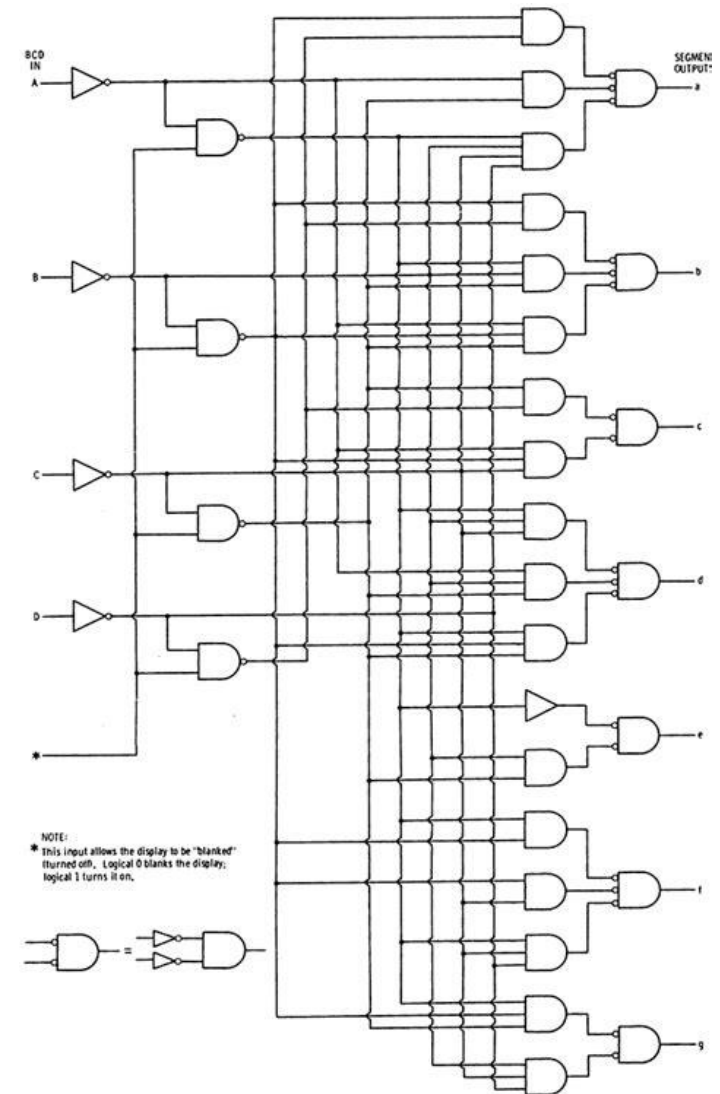 BCD
IN
A
SEGMENT
OUTPUTS
a
B
b
c
C
d
D
e
*
NOTE:
* This input allows the display to be "blanked"
(turned off). Logical 0 blanks the display;
logical 1 turns it on.
f
=
g